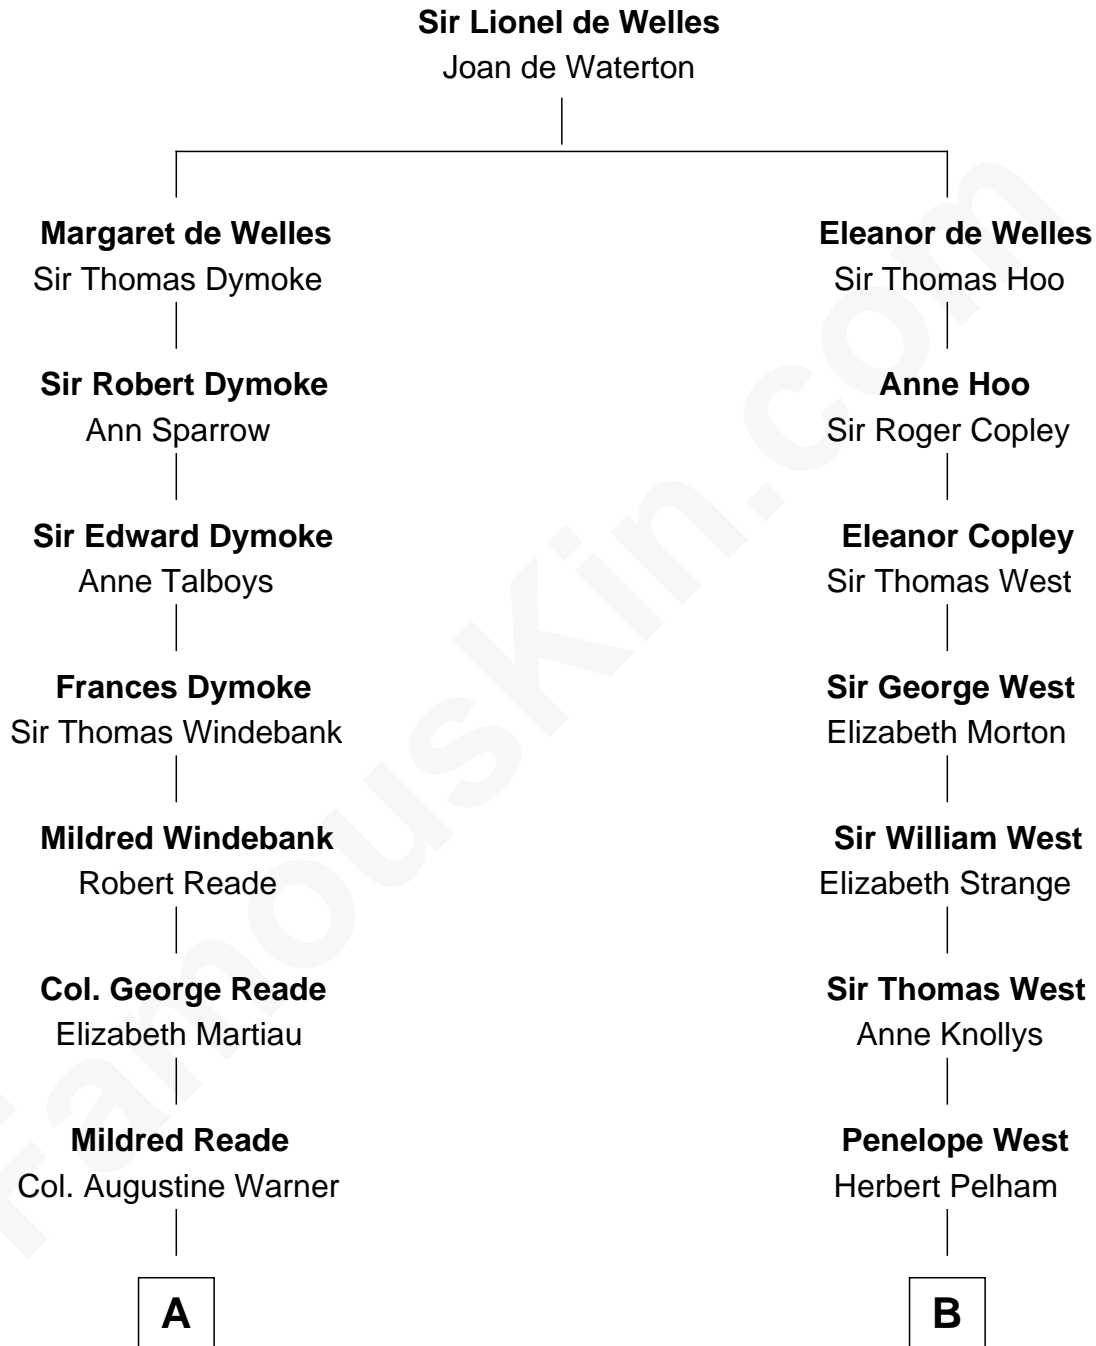 Sir Lionel de Welles
Joan de Waterton
Margaret de Welles
Sir Thomas Dymoke
Eleanor de Welles
Sir Thomas Hoo
Sir Robert Dymoke
Ann Sparrow
Anne Hoo
Sir Roger Copley
Sir Edward Dymoke
Anne Talboys
Eleanor Copley
Sir Thomas West
Frances Dymoke
Sir Thomas Windebank
Sir George West
Elizabeth Morton
Mildred Windebank
Robert Reade
Sir William West
Elizabeth Strange
Col. George Reade
Elizabeth Martiau
Sir Thomas West
Anne Knollys
Mildred Reade
Col. Augustine Warner
Penelope West
Herbert Pelham
A
B
FamousKin.com